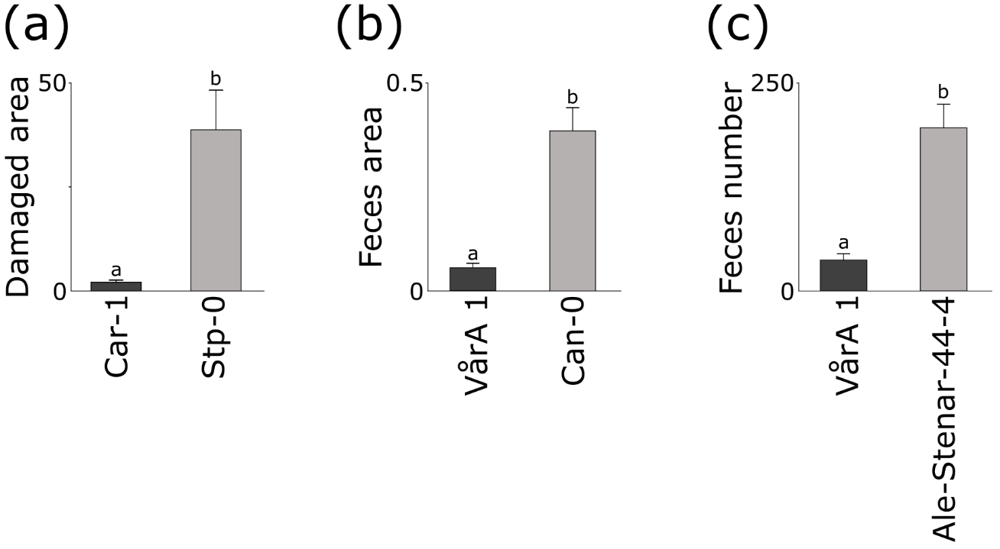 (a)
Damaged area
50
0
a
b
Car-1
Stp-0
(b)
Feces area
0.5
0
a
b
VårA 1
Can-0
(c)
Feces number
250
0
a
b
VårA 1
Ale-Stenar-44-4